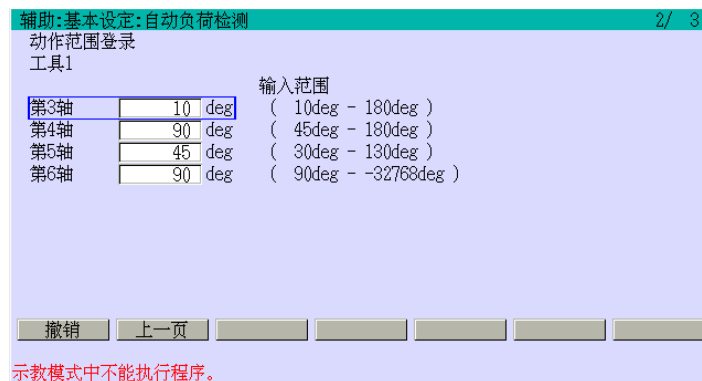 辅助:基本设定:自动负荷检测 2/ 3
动作范围登录
工具1
输入范围
第3轴 10 deg ( 10deg - 180deg )
第4轴 90 deg ( 45deg - 180deg )
第5轴 45 deg ( 30deg - 130deg )
第6轴 90 deg ( 90deg - -32768deg )
撤销 上一页
示教模式中不能执行程序。